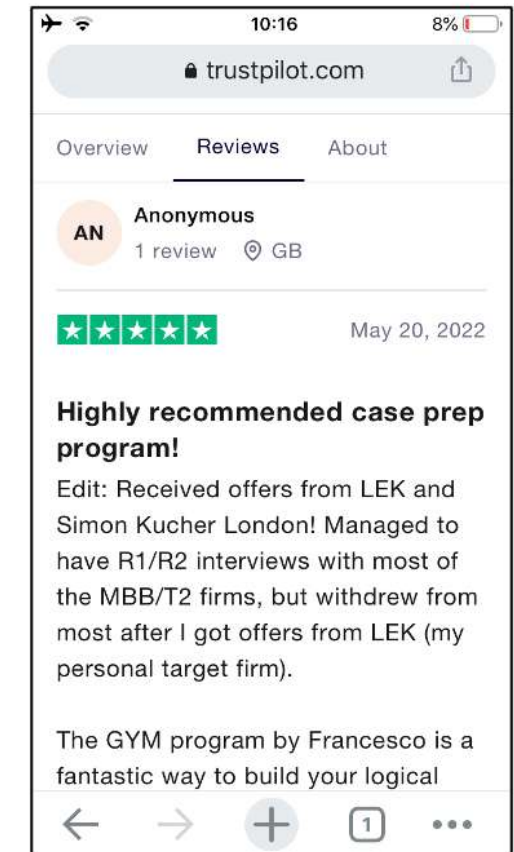 10:16 8%
trustpilot.com
Overview Reviews About
AN
Anonymous
1 review GB
May 20, 2022
Highly recommended case prep
program!
Edit: Received offers from LEK and
Simon Kucher London! Managed to
have R1/R2 interviews with most of
the MBB/T2 firms, but withdrew from
most after I got offers from LEK (my
personal target firm).
The GYM program by Francesco is a
fantastic way to build your logical
1